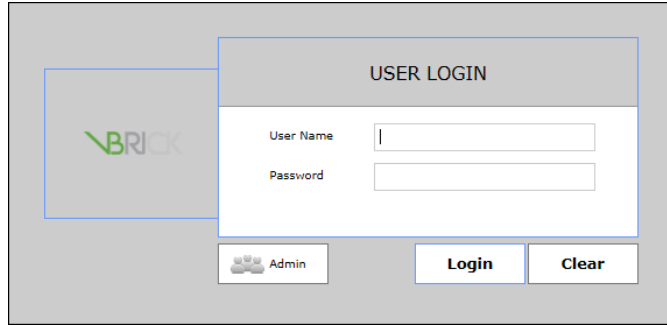 USER LOGIN
VBRICK
User Name
Password
Admin
Login
Clear